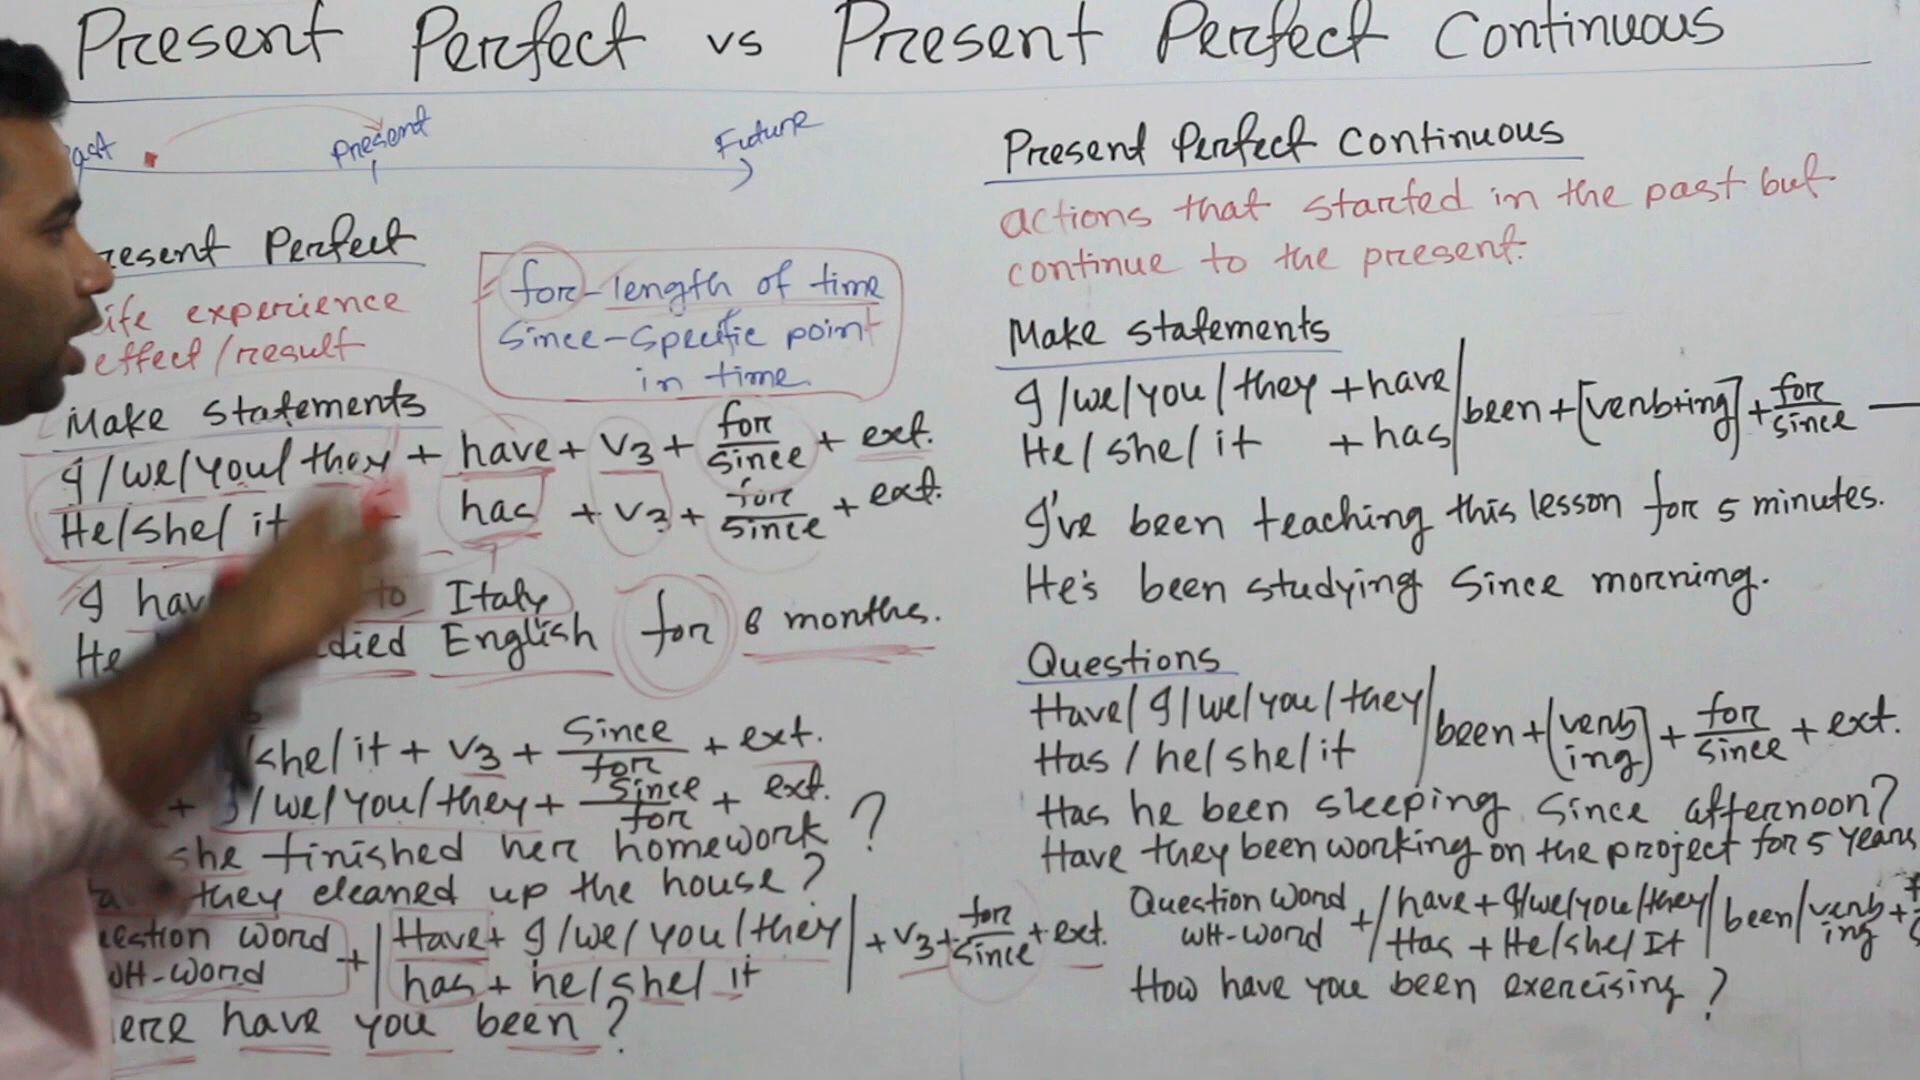 Present Perfect vs Present Perfect Continuous
Present
Future
Perfect
experience
effect/result
for-length of time
Since-Specific point
in time.
Make statements
I/we/you/they + have + V3 + for/since + ext.
He/she/it has + V3 + for/since + ext.
I to Italy
He English for 6 months.
she/it + V3 + Since/for + ext.
+ I/we/you/they + Since/for + ext.
she finished her homework?
they cleaned up the house?
word + | Have + I/we/you/they | + V3 + for/since + ext.
WH-word has + he/she/it
have you been?
Present Perfect Continuous
actions that started in the past but
continue to the present.
Make statements
I/we/you/they + have | been + [verb+ing] + for/since
He/she/it + has
I've been teaching this lesson for 5 minutes.
He's been studying Since morning.
Questions
Have/I/we/you/they | been + (verb ing) + for/since + ext.
Has/he/she/it
Has he been sleeping Since afternoon?
Have they been working on the project for 5 years
Question word + / have + I/we/you/they | been/verb ing +
WH-word Has + He/she/It
How have you been exercising?